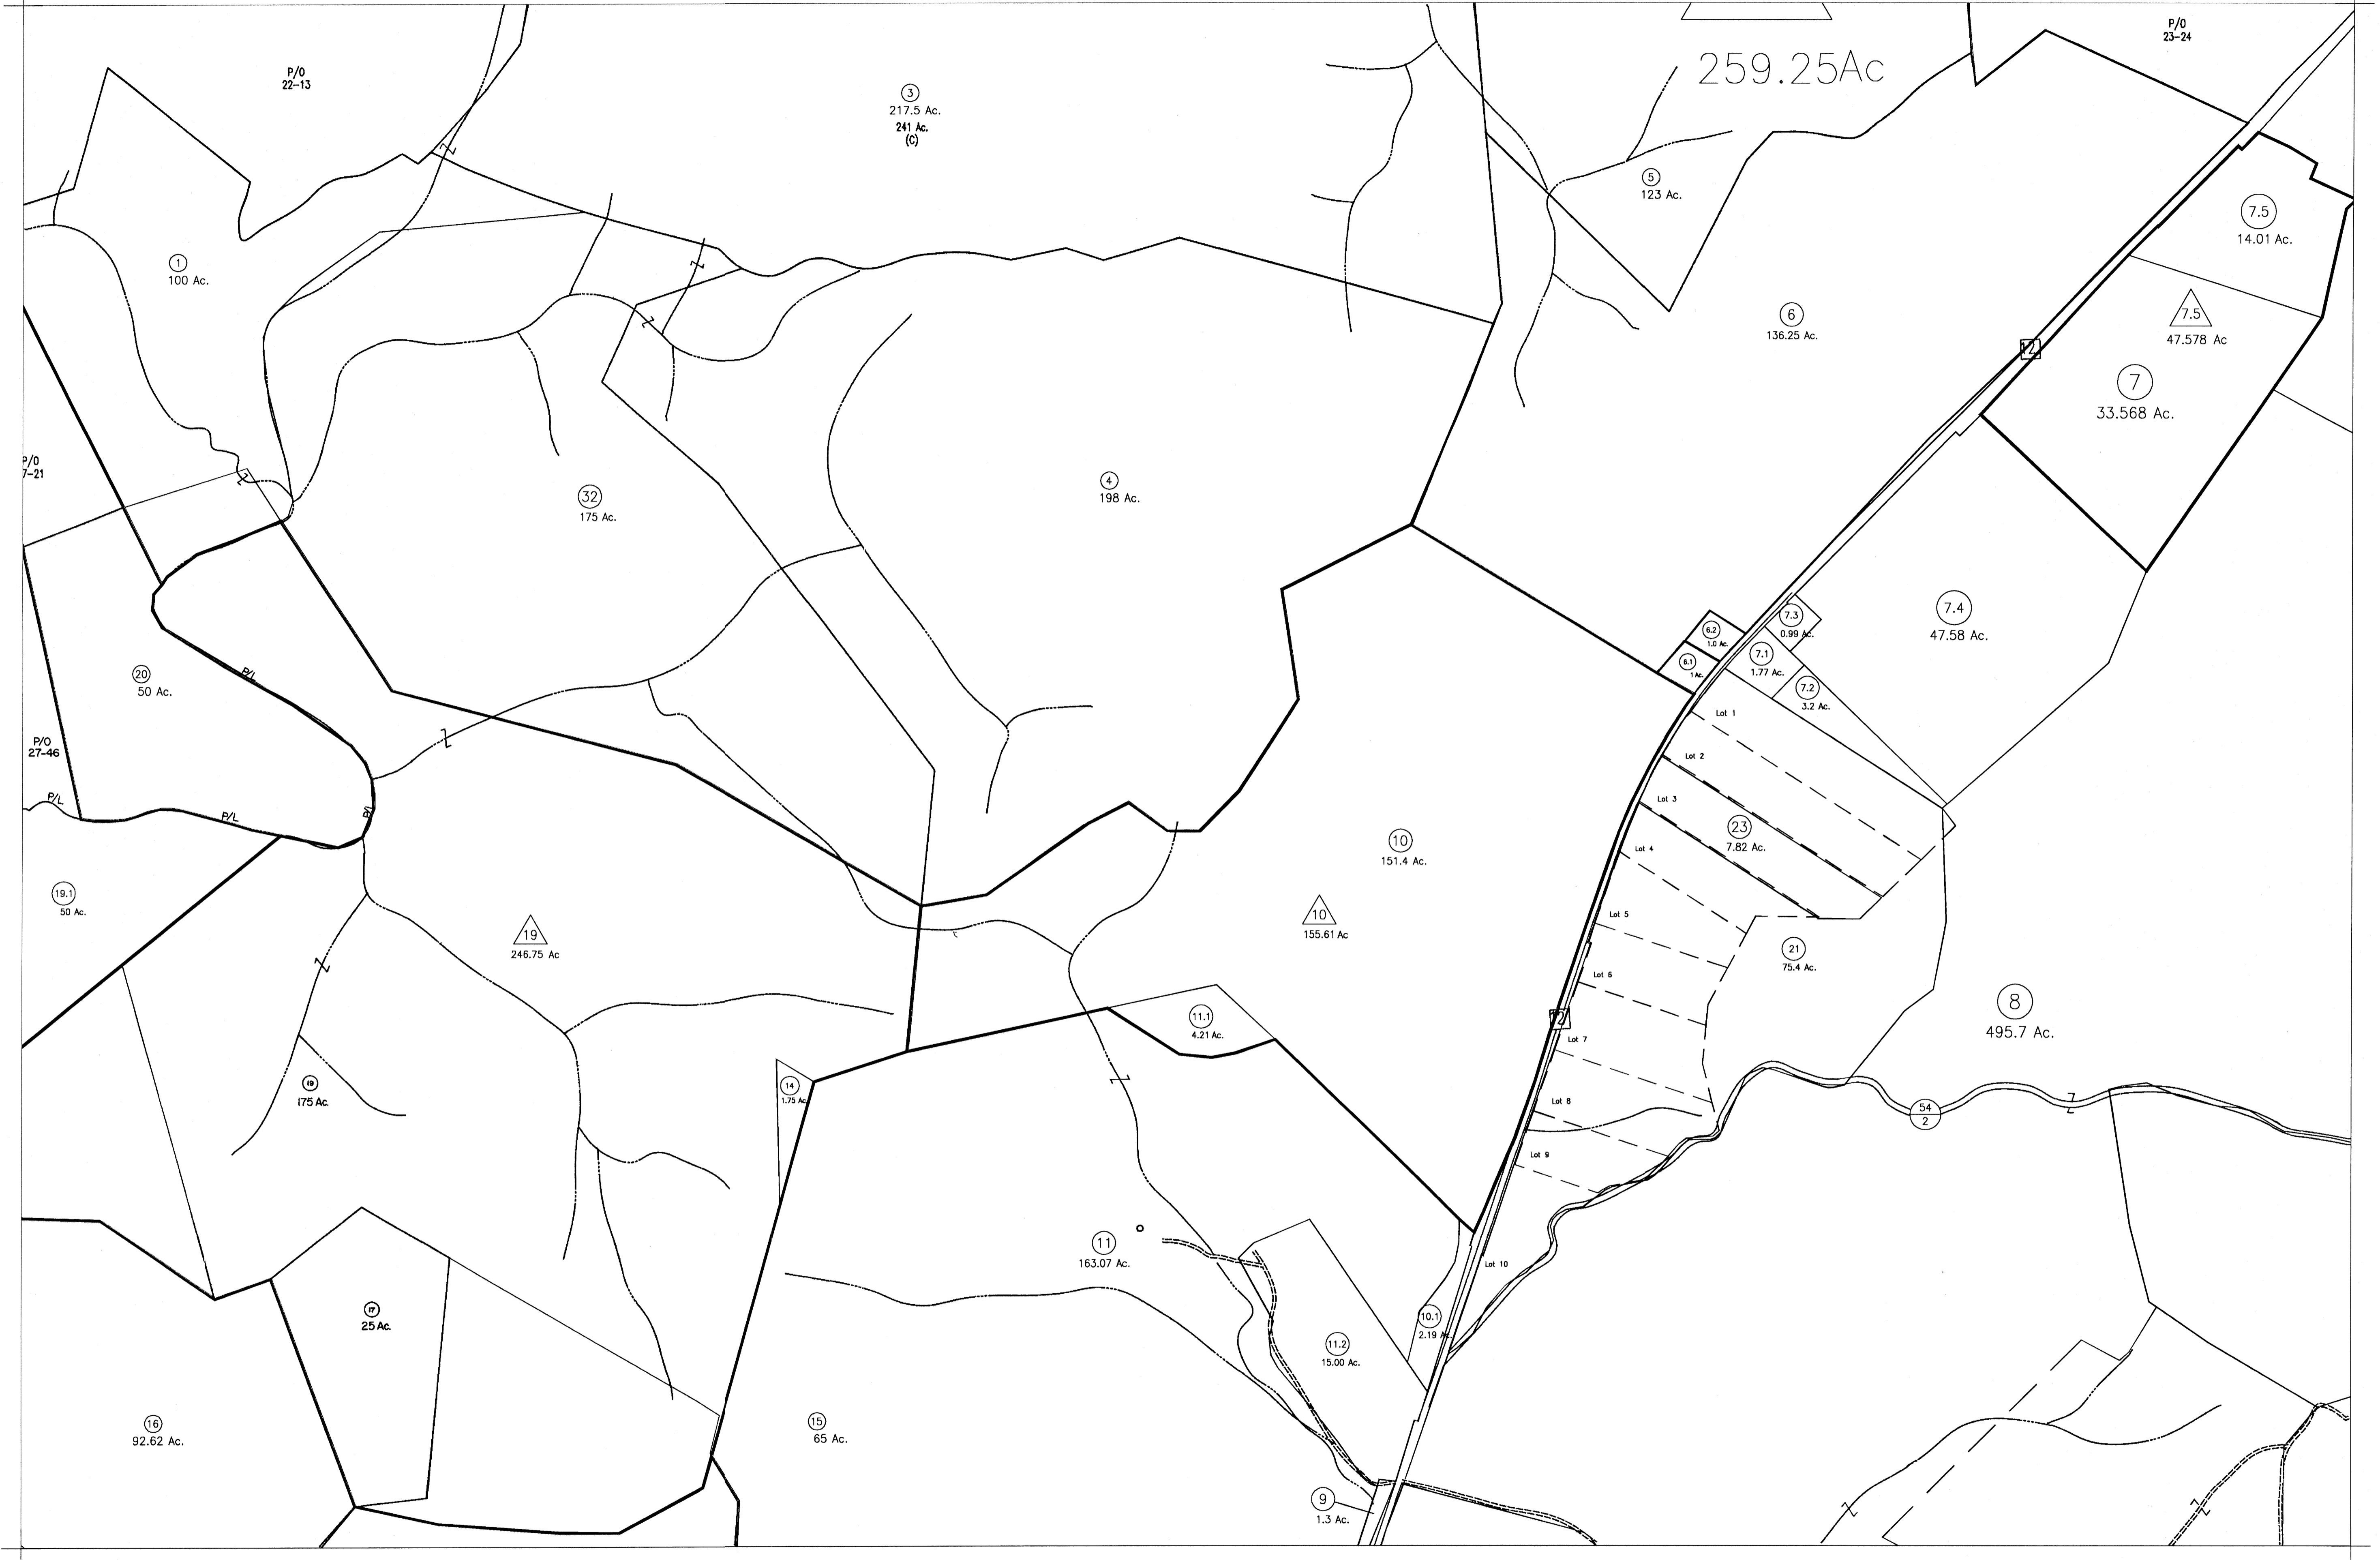 P/O
23-24
259.25Ac
P/O
22-13
3
217.5 Ac.
241 Ac.
(C)
5
123 Ac.
7.5
14.01 Ac.
1
100 Ac.
6
136.25 Ac.
7.5
47.578 Ac
12
7
33.568 Ac.
P/O
7-21
32
175 Ac.
4
198 Ac.
7.4
47.58 Ac.
7.3
0.99 Ac.
6.2
1.0 Ac.
6.1
1 Ac.
7.1
1.77 Ac.
7.2
3.2 Ac.
20
50 Ac.
P/L
P/O
27-46
Lot 1
Lot 2
P/L
P/L
P/L
Lot 3
23
7.82 Ac.
10
151.4 Ac.
Lot 4
19.1
50 Ac.
10
155.61 Ac
Lot 5
19
246.75 Ac
21
75.4 Ac.
Lot 6
8
495.7 Ac.
11.1
4.21 Ac.
12
Lot 7
14
1.75 Ac.
19
175 Ac.
Lot 8
54
2
Lot 9
11
163.07 Ac.
Lot 10
17
25 Ac.
10.1
2.19 Ac.
11.2
15.00 Ac.
16
92.62 Ac.
15
65 Ac.
9
1.3 Ac.